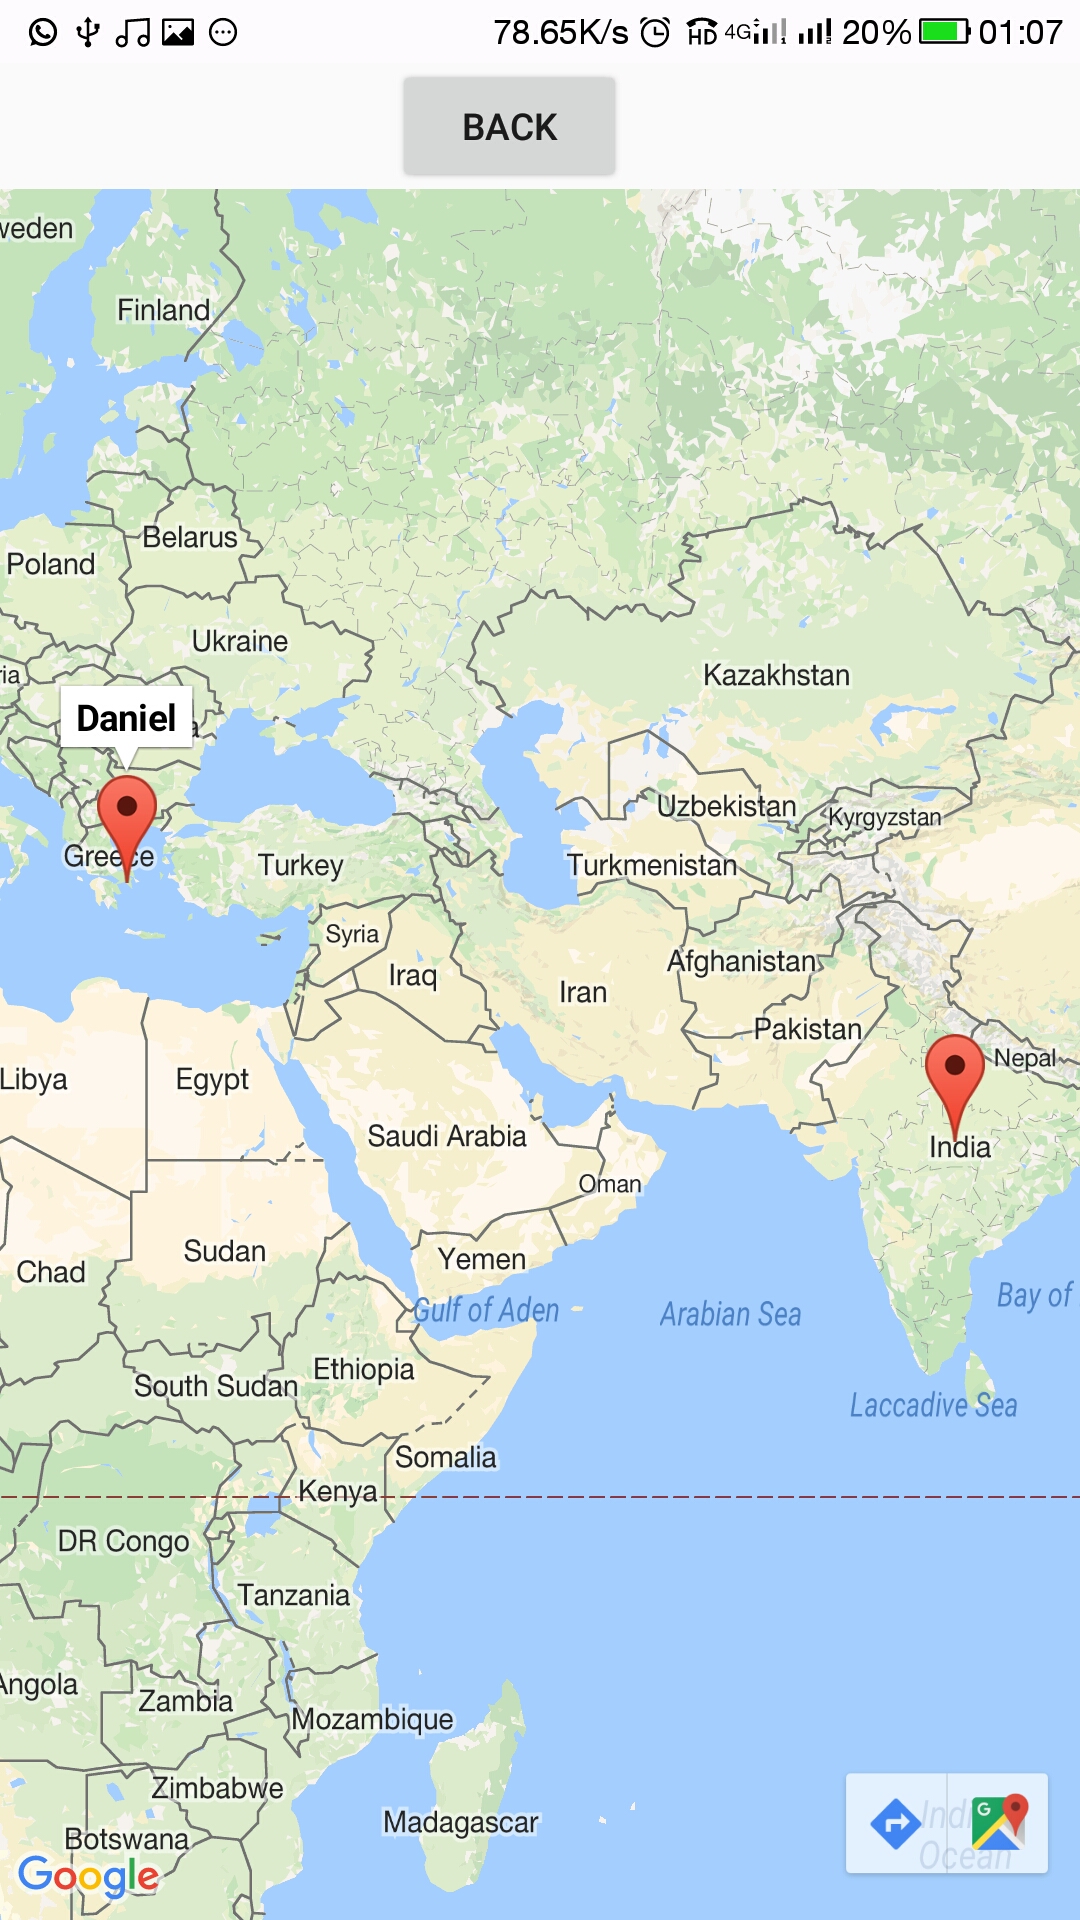 78.65K/s HD 4G 20% 01:07
BACK
weden
Finland
Belarus
Poland
Ukraine
ria
Kazakhstan
Daniel
a
Uzbekistan
Kyrgyzstan
Greece
Turkey
Turkmenistan
Syria
Afghanistan
Iraq
Iran
Pakistan
Nepal
Libya
Egypt
Saudi Arabia
India
Oman
Sudan
Yemen
Chad
Bay of
Gulf of Aden
Arabian Sea
Ethiopia
South Sudan
Laccadive Sea
Somalia
Kenya
DR Congo
Tanzania
Angola
Zambia
Mozambique
Zimbabwe
Madagascar
Indi
Ocean
Botswana
Google